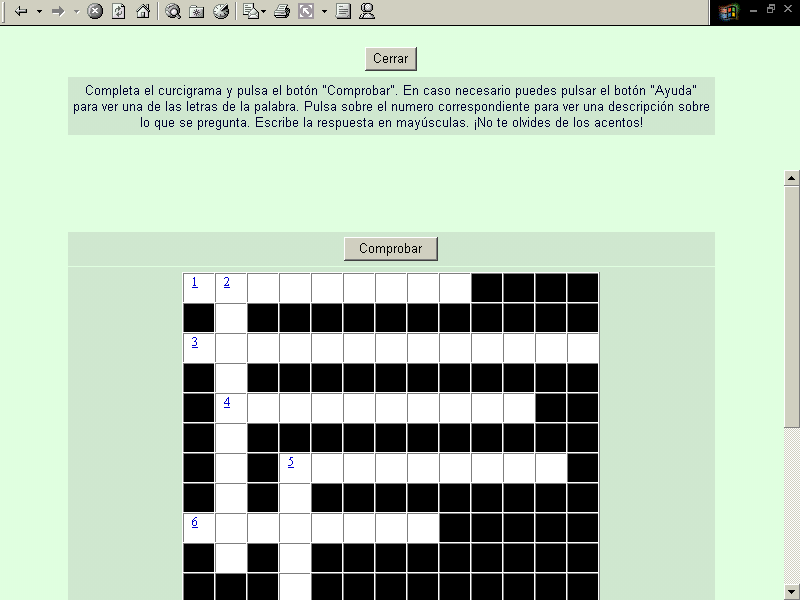 Cerrar
Completa el curcigrama y pulsa el botón "Comprobar". En caso necesario puedes pulsar el botón "Ayuda"
para ver una de las letras de la palabra. Pulsa sobre el numero correspondiente para ver una descripción sobre
lo que se pregunta. Escribe la respuesta en mayúsculas. ¡No te olvides de los acentos!
Comprobar
1 2
3
4
5
6